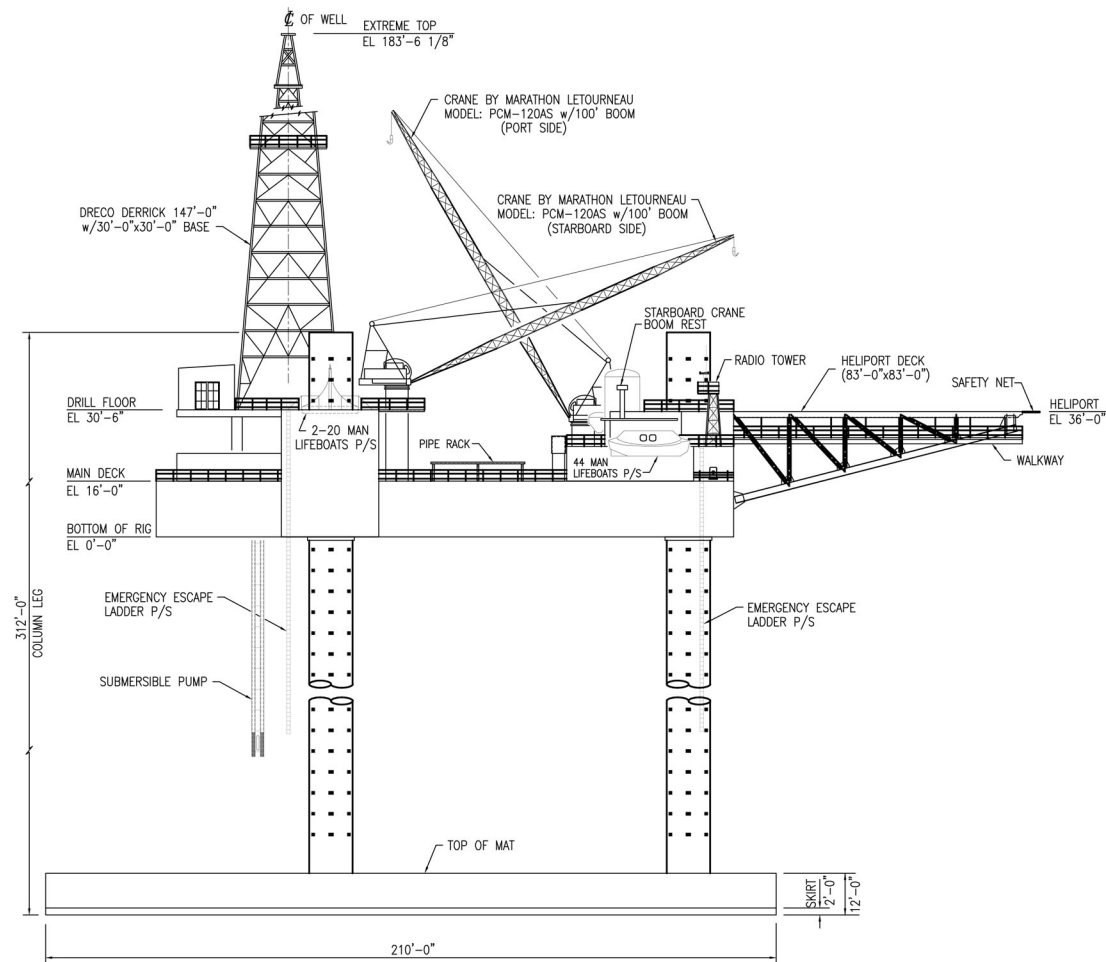 ℄ OF WELL
EXTREME TOP
EL 183'-6 1/8"
CRANE BY MARATHON LETOURNEAU
MODEL: PCM-120AS w/100' BOOM
(PORT SIDE)
CRANE BY MARATHON LETOURNEAU
MODEL: PCM-120AS w/100' BOOM
(STARBOARD SIDE)
DRECO DERRICK 147'-0"
w/30'-0"x30'-0" BASE
STARBOARD CRANE
BOOM REST
RADIO TOWER
HELIPORT DECK
(83'-0"x83'-0")
SAFETY NET
HELIPORT
EL 36'-0"
DRILL FLOOR
EL 30'-6"
2-20 MAN
LIFEBOATS P/S
PIPE RACK
44 MAN
LIFEBOATS P/S
WALKWAY
MAIN DECK
EL 16'-0"
BOTTOM OF RIG
EL 0'-0"
312'-0"
COLUMN LEG
EMERGENCY ESCAPE
LADDER P/S
EMERGENCY ESCAPE
LADDER P/S
SUBMERSIBLE PUMP
TOP OF MAT
SKIRT
2'-0"
12'-0"
210'-0"